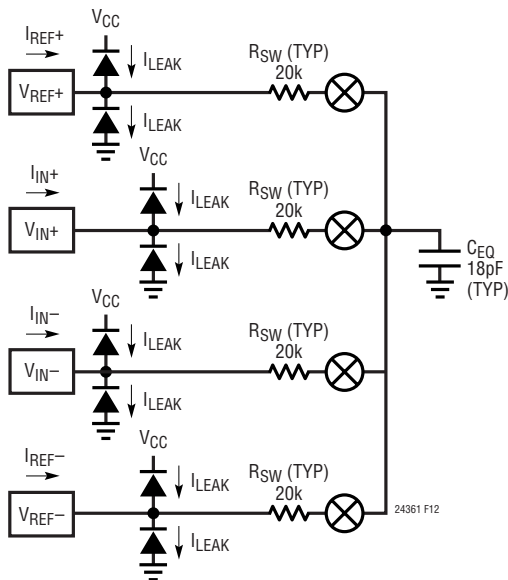 VCC
IREF+
ILEAK
RSW (TYP)
20k
VREF+
ILEAK
VCC
IIN+
ILEAK
RSW (TYP)
20k
VIN+
ILEAK
CEQ
18pF
(TYP)
VCC
IIN−
ILEAK
RSW (TYP)
20k
VIN−
ILEAK
VCC
IREF−
ILEAK
RSW (TYP)
20k
VREF−
24361 F12
ILEAK